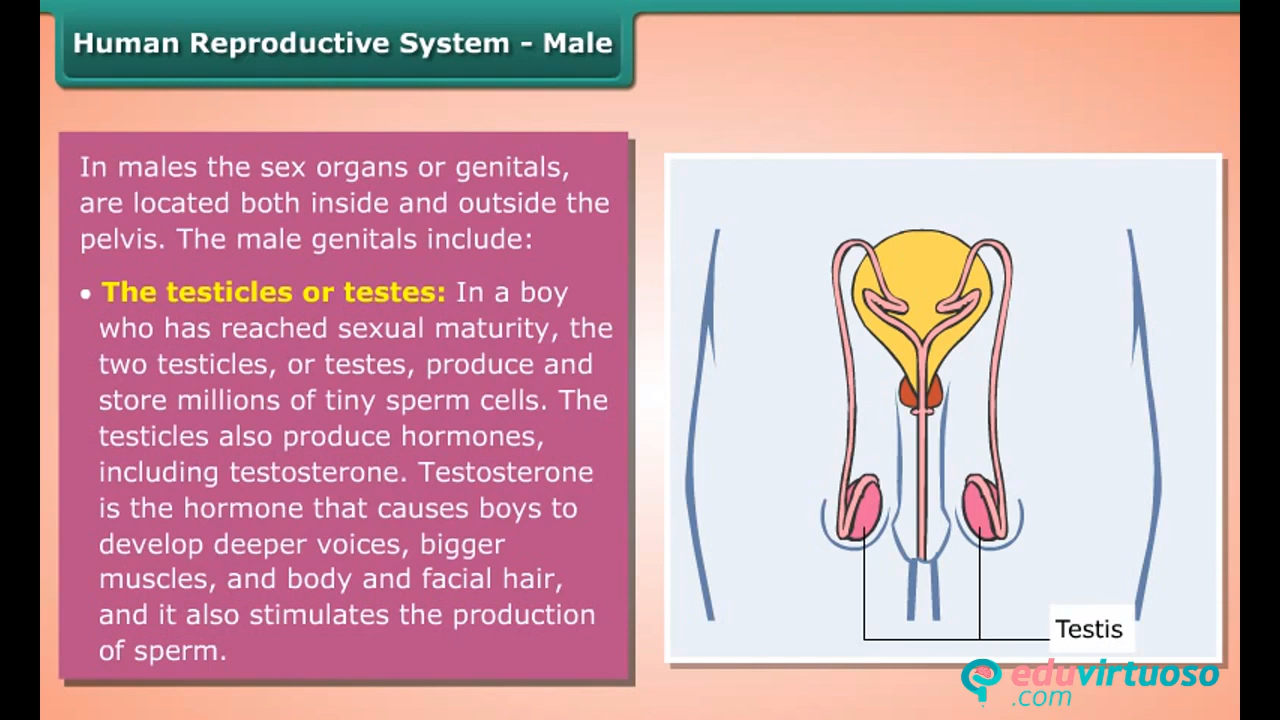 Human Reproductive System - Male
In males the sex organs or genitals,
are located both inside and outside the
pelvis. The male genitals include:
• The testicles or testes: In a boy
who has reached sexual maturity, the
two testicles, or testes, produce and
store millions of tiny sperm cells. The
testicles also produce hormones,
including testosterone. Testosterone
is the hormone that causes boys to
develop deeper voices, bigger
muscles, and body and facial hair,
and it also stimulates the production
of sperm.
Testis
eduvirtuoso
.com